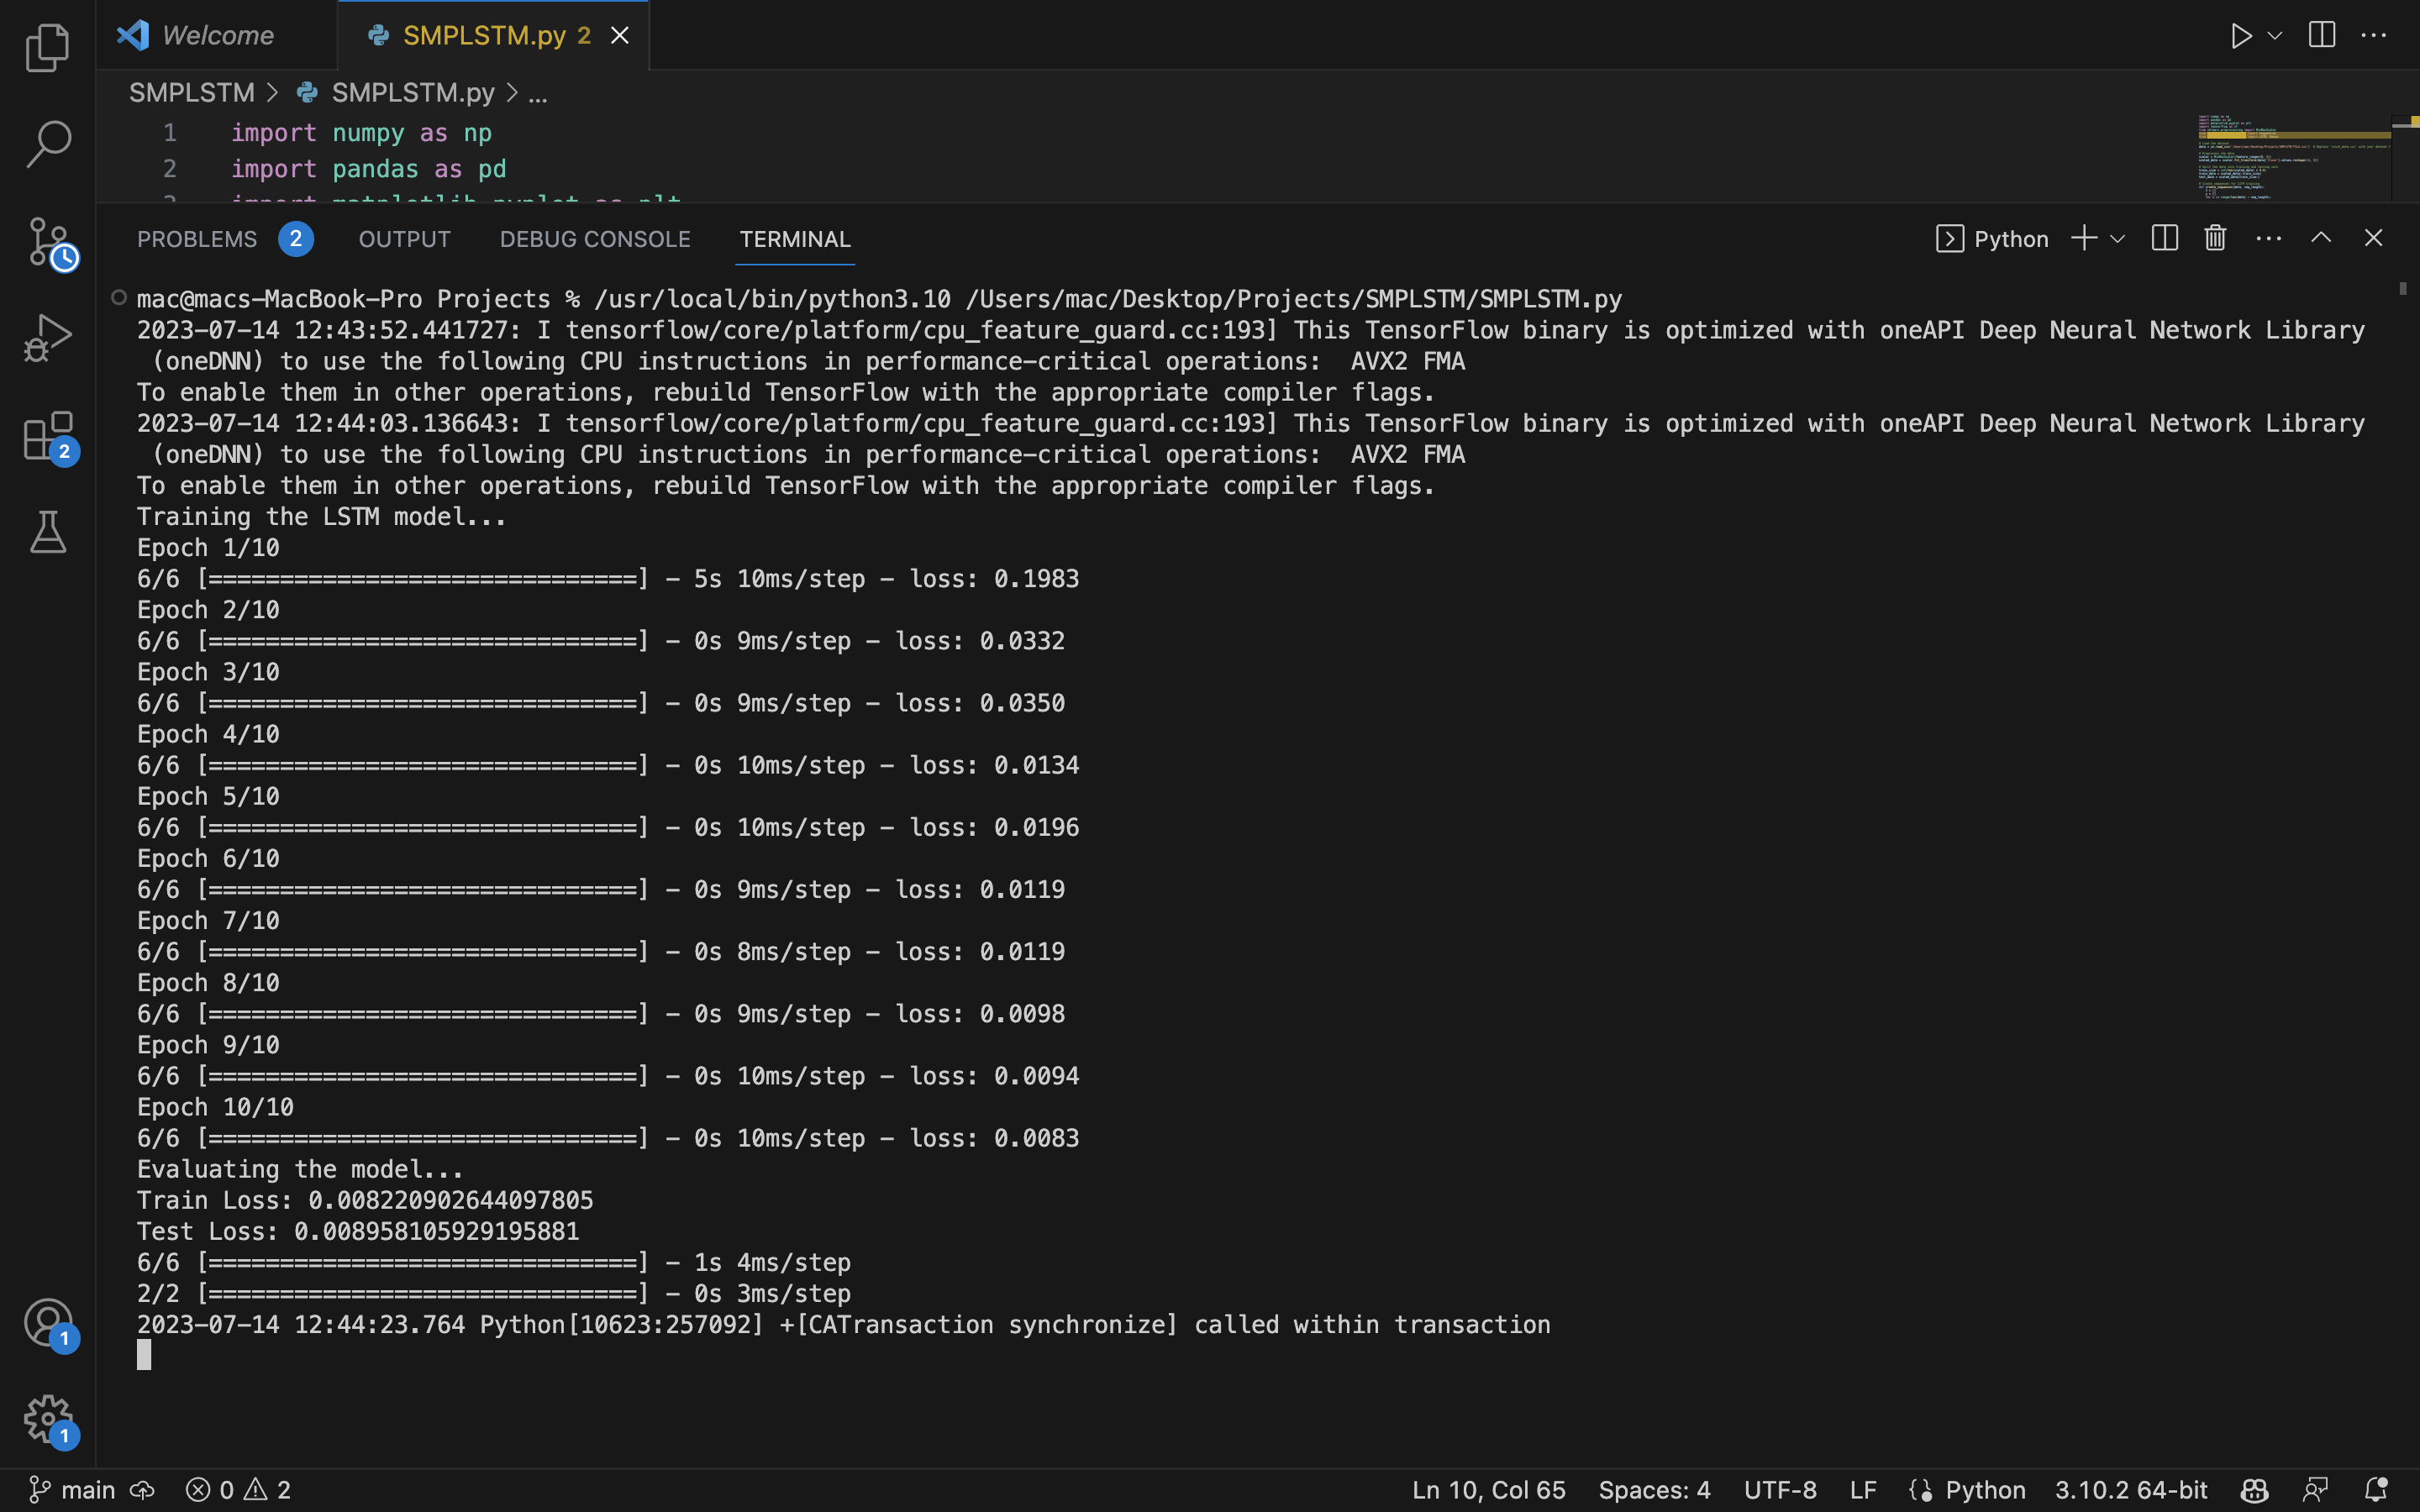 Welcome
SMPLSTM.py 2
SMPLSTM > SMPLSTM.py > ...
1 import numpy as np
2 import pandas as pd
3 import matplotlib.pyplot as plt
PROBLEMS 2 OUTPUT DEBUG CONSOLE TERMINAL Python
mac@macs-MacBook-Pro Projects % /usr/local/bin/python3.10 /Users/mac/Desktop/Projects/SMPLSTM/SMPLSTM.py
2023-07-14 12:43:52.441727: I tensorflow/core/platform/cpu_feature_guard.cc:193] This TensorFlow binary is optimized with oneAPI Deep Neural Network Library
(oneDNN) to use the following CPU instructions in performance-critical operations:  AVX2 FMA
To enable them in other operations, rebuild TensorFlow with the appropriate compiler flags.
2023-07-14 12:44:03.136643: I tensorflow/core/platform/cpu_feature_guard.cc:193] This TensorFlow binary is optimized with oneAPI Deep Neural Network Library
(oneDNN) to use the following CPU instructions in performance-critical operations:  AVX2 FMA
To enable them in other operations, rebuild TensorFlow with the appropriate compiler flags.
Training the LSTM model...
Epoch 1/10
6/6 [==============================] - 5s 10ms/step - loss: 0.1983
Epoch 2/10
6/6 [==============================] - 0s 9ms/step - loss: 0.0332
Epoch 3/10
6/6 [==============================] - 0s 9ms/step - loss: 0.0350
Epoch 4/10
6/6 [==============================] - 0s 10ms/step - loss: 0.0134
Epoch 5/10
6/6 [==============================] - 0s 10ms/step - loss: 0.0196
Epoch 6/10
6/6 [==============================] - 0s 9ms/step - loss: 0.0119
Epoch 7/10
6/6 [==============================] - 0s 8ms/step - loss: 0.0119
Epoch 8/10
6/6 [==============================] - 0s 9ms/step - loss: 0.0098
Epoch 9/10
6/6 [==============================] - 0s 10ms/step - loss: 0.0094
Epoch 10/10
6/6 [==============================] - 0s 10ms/step - loss: 0.0083
Evaluating the model...
Train Loss: 0.008220902644097805
Test Loss: 0.008958105929195881
6/6 [==============================] - 1s 4ms/step
2/2 [==============================] - 0s 3ms/step
2023-07-14 12:44:23.764 Python[10623:257092] +[CATransaction synchronize] called within transaction
2
1
1
main 0 2 Ln 10, Col 65 Spaces: 4 UTF-8 LF Python 3.10.2 64-bit